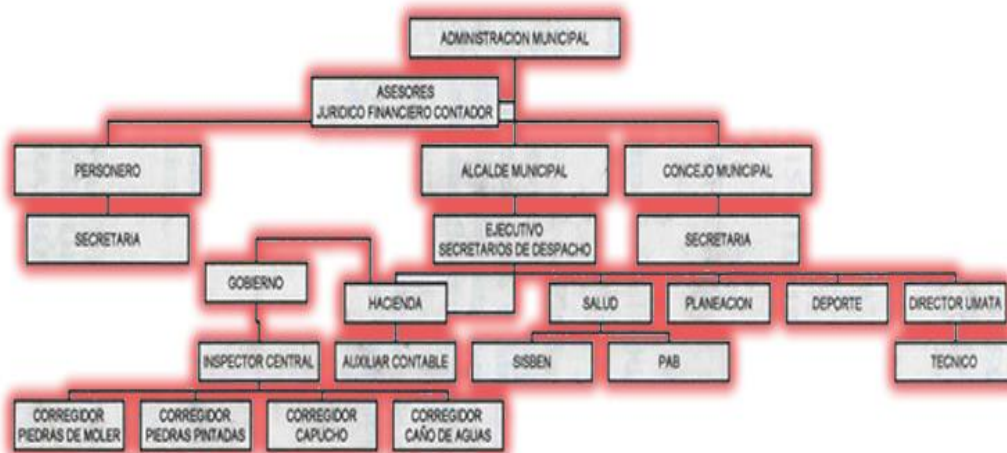 ADMINISTRACION MUNICIPAL
ASESORES
JURIDICO FINANCIERO CONTADOR
PERSONERO
ALCALDE MUNICIPAL
CONCEJO MUNICIPAL
SECRETARIA
EJECUTIVO
SECRETARIOS DE DESPACHO
SECRETARIA
GOBIERNO
HACIENDA
SALUD
PLANEACION
DEPORTE
DIRECTOR UMATA
INSPECTOR CENTRAL
AUXILIAR CONTABLE
SISBEN
PAB
TECNICO
CORREGIDOR
PIEDRAS DE MOLER
CORREGIDOR
PIEDRAS PINTADAS
CORREGIDOR
CAPUCHO
CORREGIDOR
CAÑO DE AGUAS